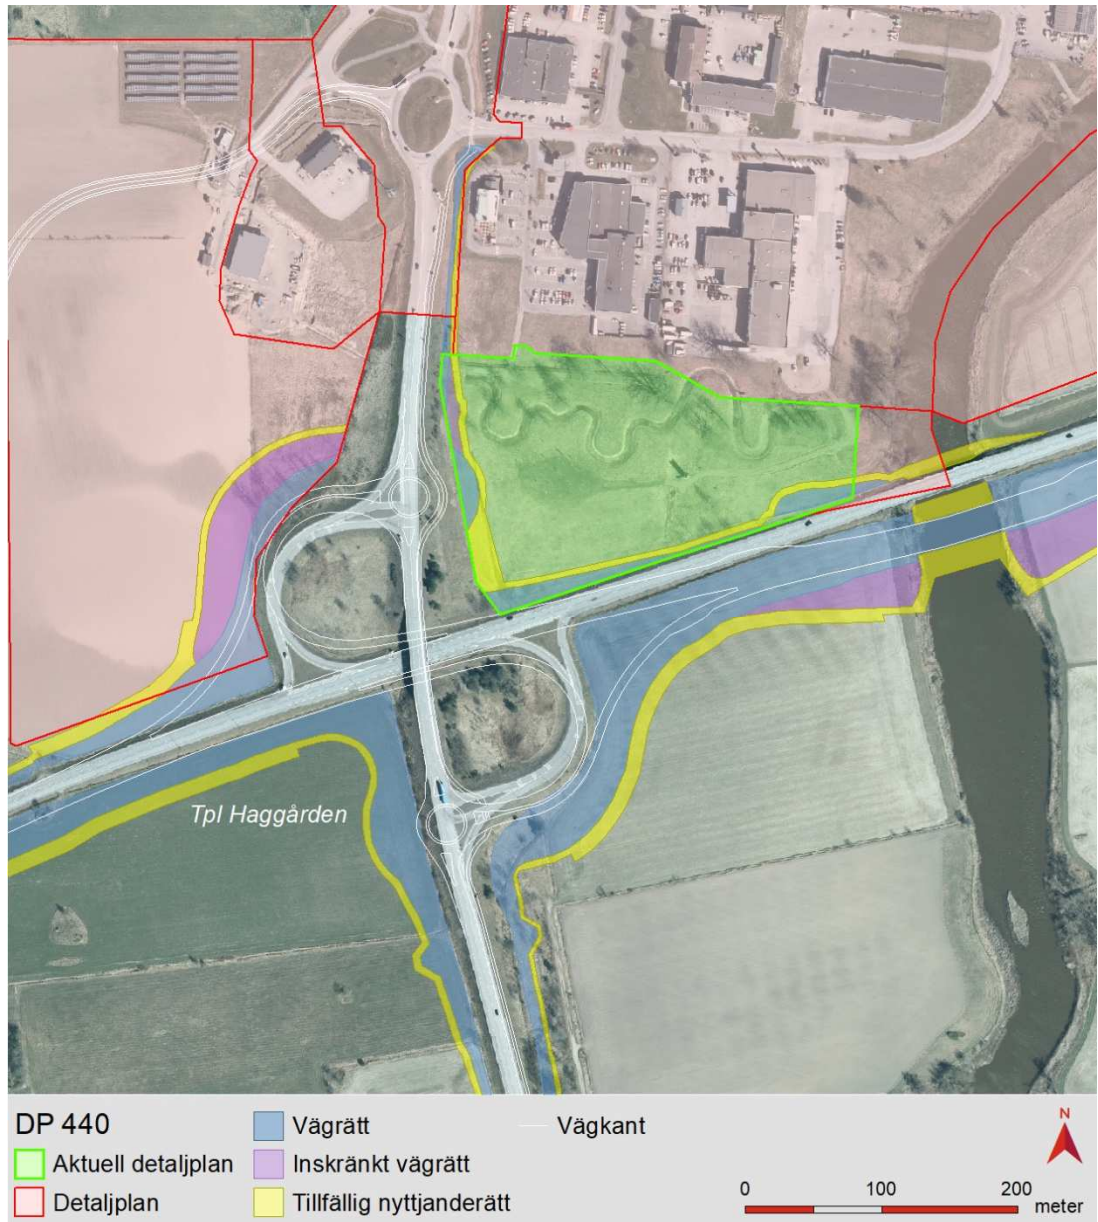 Tpl Haggården
DP 440
Aktuell detaljplan
Detaljplan
Vägrätt
Inskränkt vägrätt
Tillfällig nyttjanderätt
Vägkant
N
0 100 200
meter